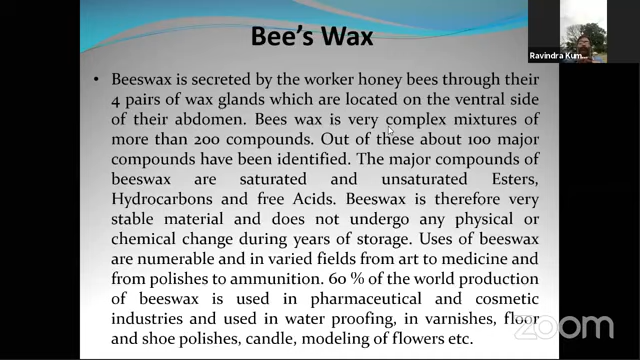 Bee's Wax
Ravindra Kum...
• Beeswax is secreted by the worker honey bees through their
4 pairs of wax glands which are located on the ventral side
of their abdomen. Bees wax is very complex mixtures of
more than 200 compounds. Out of these about 100 major
compounds have been identified. The major compounds of
beeswax are saturated and unsaturated Esters,
Hydrocarbons and free Acids. Beeswax is therefore very
stable material and does not undergo any physical or
chemical change during years of storage. Uses of beeswax
are numerable and in varied fields from art to medicine and
from polishes to ammunition. 60 % of the world production
of beeswax is used in pharmaceutical and cosmetic
industries and used in water proofing, in varnishes, floor
and shoe polishes, candle, modeling of flowers etc.
zoom